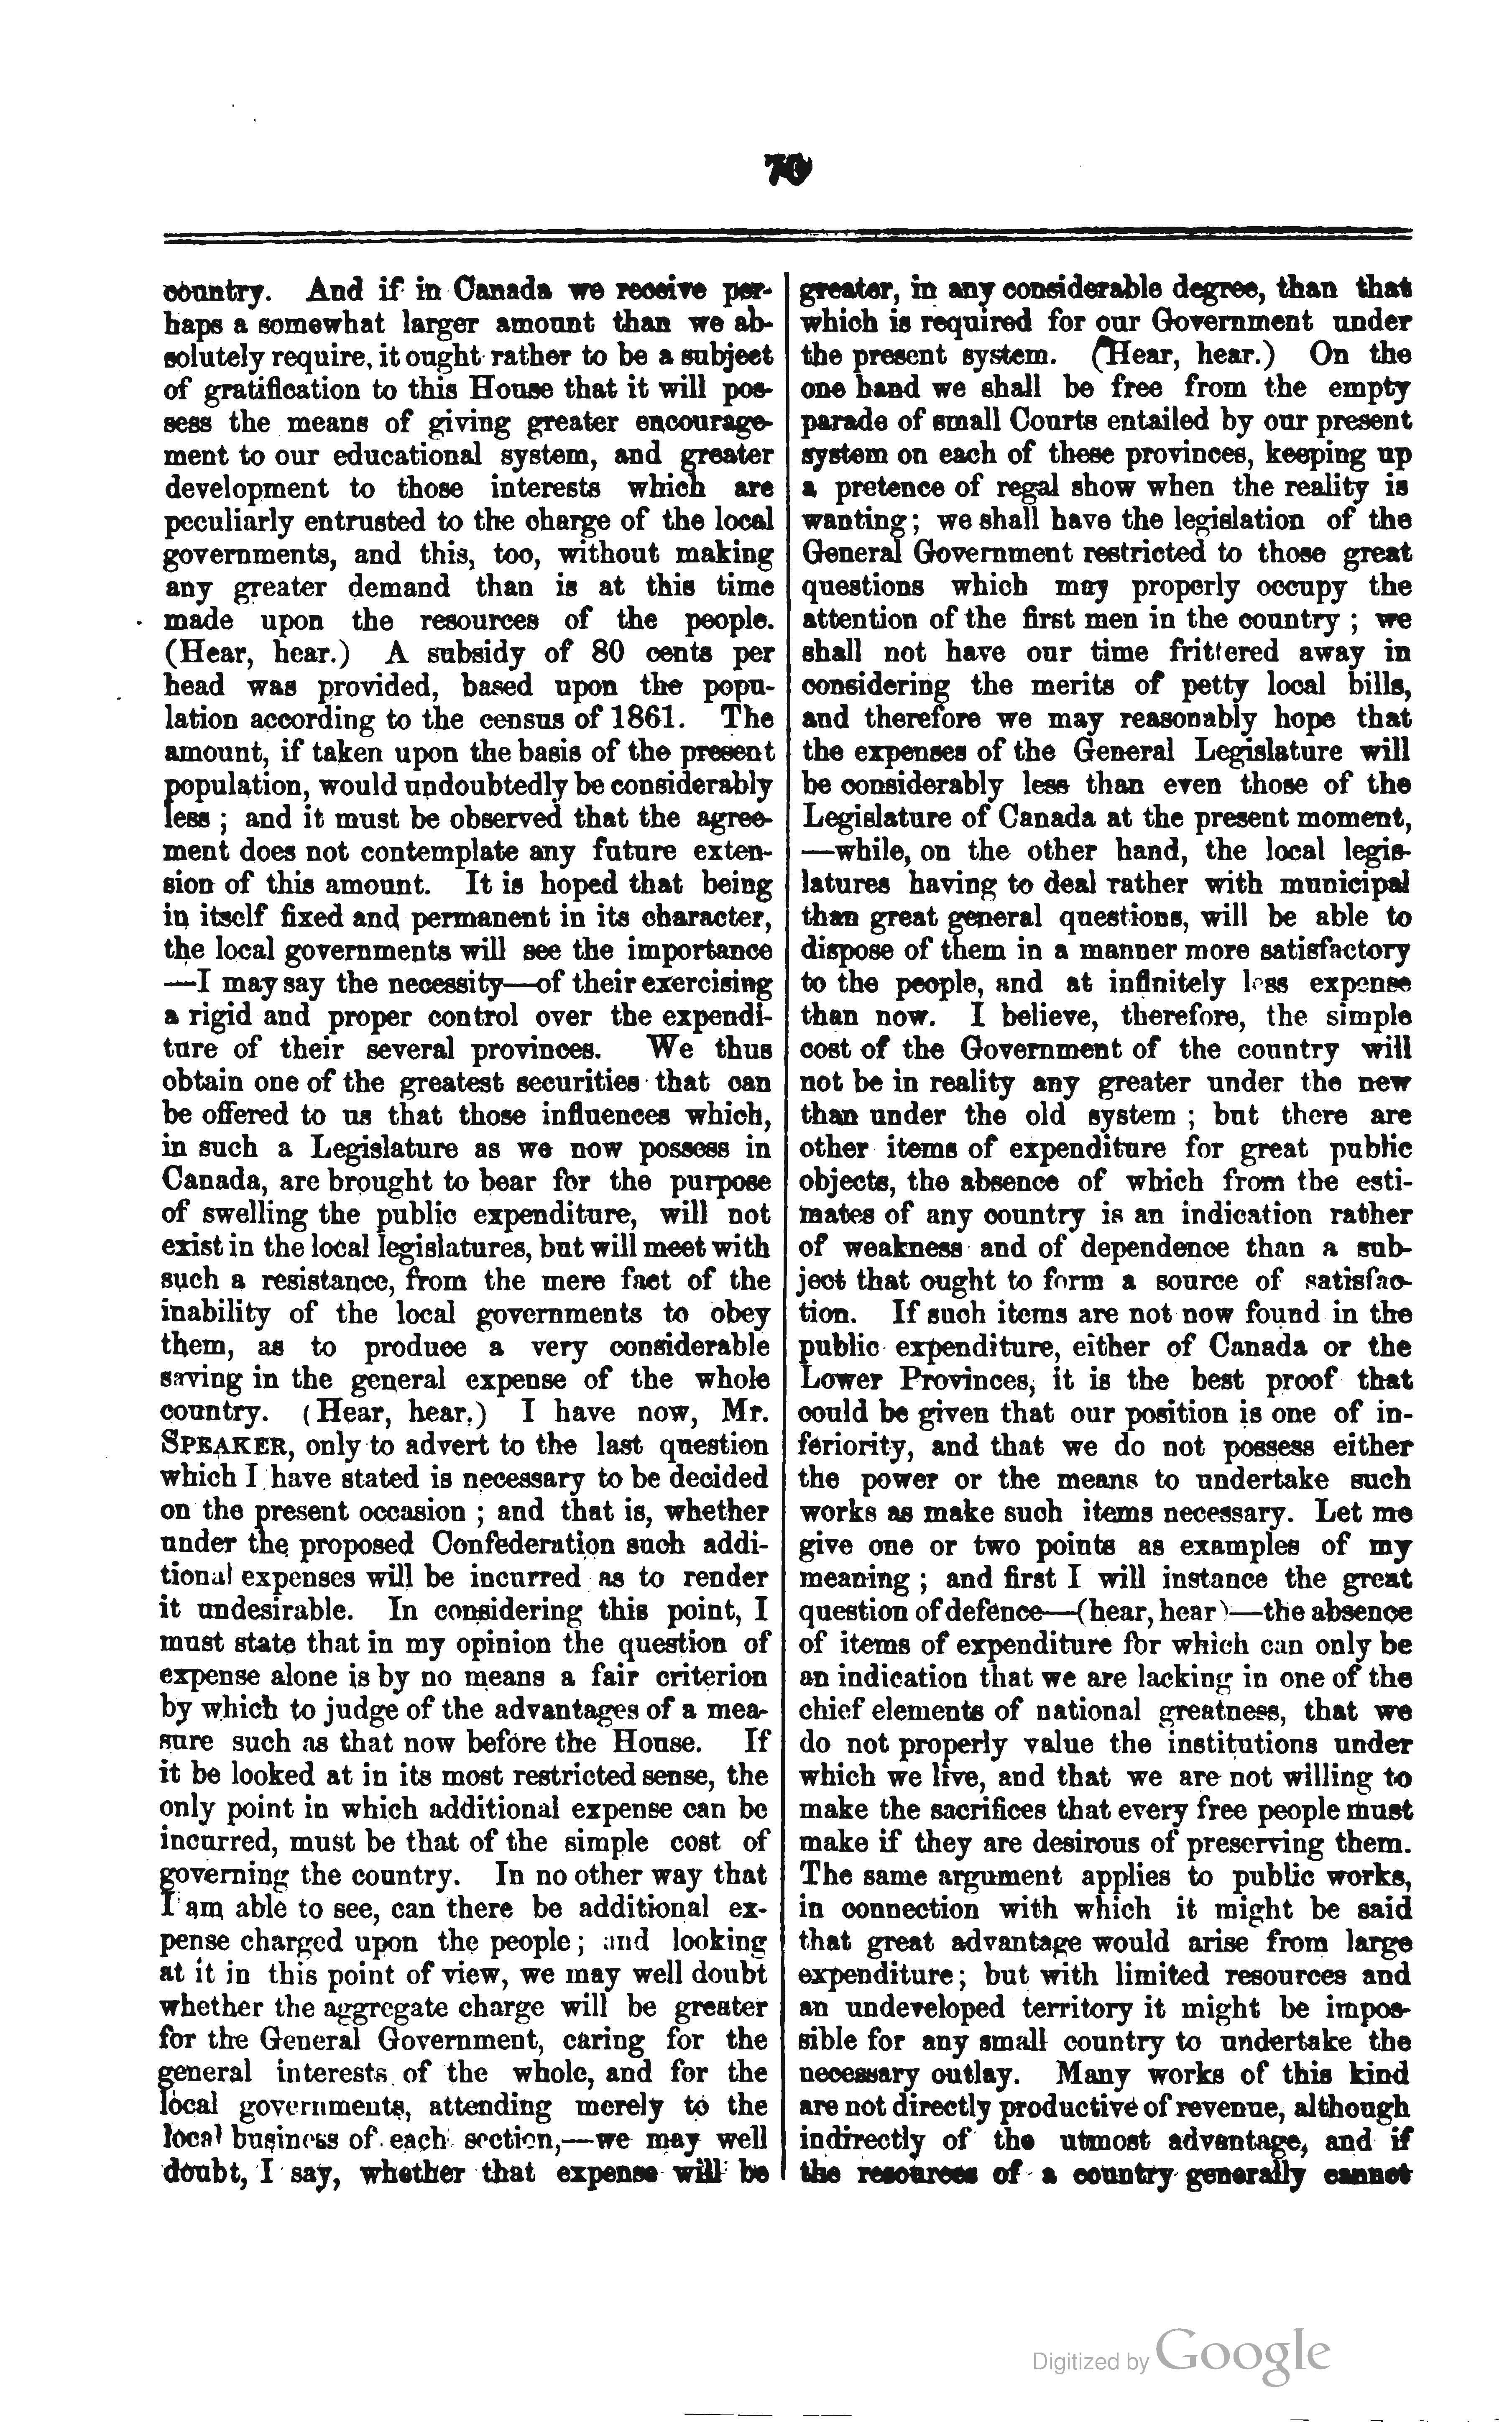 70
country. And if in Canada we receive per-
haps a somewhat larger amount than we ab-
solutely require, it ought rather to be a subject
of gratification to this House that it will pos-
sess the means of giving greater encourage-
ment to our educational system, and greater
development to those interests which are
peculiarly entrusted to the charge of the local
governments, and this, too, without making
any greater demand than is at this time
made upon the resources of the people.
(Hear, hear.) A subsidy of 80 cents per
head was provided, based upon the popu-
lation according to the census of 1861. The
amount, if taken upon the basis of the present
population, would undoubtedly be considerably
less ; and it must be observed that the agree-
ment does not contemplate any future exten-
sion of this amount. It is hoped that being
in itself fixed and permanent in its character,
the local governments will see the importance
—I may say the necessity—of their exercising
a rigid and proper control over the expendi-
ture of their several provinces. We thus
obtain one of the greatest securities that can
be offered to us that those influences which,
in such a Legislature as we now possess in
Canada, are brought to bear for the purpose
of swelling the public expenditure, will not
exist in the local legislatures, but will meet with
such a resistance, from the mere fact of the
inability of the local governments to obey
them, as to produce a very considerable
saving in the general expense of the whole
country. (Hear, hear.) I have now, Mr.
SPEAKER, only to advert to the last question
which I have stated is necessary to be decided
on the present occasion ; and that is, whether
under the proposed Confederation such addi-
tional expenses will be incurred as to render
it undesirable. In considering this point, I
must state that in my opinion the question of
expense alone is by no means a fair criterion
by which to judge of the advantages of a mea-
sure such as that now before the House. If
it be looked at in its most restricted sense, the
only point in which additional expense can be
incurred, must be that of the simple cost of
governing the country. In no other way that
I am able to see, can there be additional ex-
pense charged upon the people; and looking
at it in this point of view, we may well doubt
whether the aggregate charge will be greater
for the General Government, caring for the
general interests of the whole, and for the
local governments, attending merely to the
local business of each section,—we may well
doubt, I say, whether that expense will be
greater, in any considerable degree, than that
which is required for our Government under
the present system. (Hear, hear.) On the
one hand we shall be free from the empty
parade of small Courts entailed by our present
system on each of these provinces, keeping up
a pretence of regal show when the reality is
wanting; we shall have the legislation of the
General Government restricted to those great
questions which may properly occupy the
attention of the first men in the country ; we
shall not have our time frittered away in
considering the merits of petty local bills,
and therefore we may reasonably hope that
the expenses of the General Legislature will
be considerably less than even those of the
Legislature of Canada at the present moment,
—while, on the other hand, the local legis-
latures having to deal rather with municipal
than great general questions, will be able to
dispose of them in a manner more satisfactory
to the people, and at infinitely less expense
than now. I believe, therefore, the simple
cost of the Government of the country will
not be in reality any greater under the new
than under the old system ; but there are
other items of expenditure for great public
objects, the absence of which from the esti-
mates of any country is an indication rather
of weakness and of dependence than a sub-
ject that ought to form a source of satisfac-
tion. If such items are not now found in the
public expenditure, either of Canada or the
Lower Provinces, it is the best proof that
could be given that our position is one of in-
feriority, and that we do not possess either
the power or the means to undertake such
works as make such items necessary. Let me
give one or two points as examples of my
meaning ; and first I will instance the great
question of defence—(hear, hear)—the absence
of items of expenditure for which can only be
an indication that we are lacking in one of the
chief elements of national greatness, that we
do not properly value the institutions under
which we live, and that we are not willing to
make the sacrifices that every free people must
make if they are desirous of preserving them.
The same argument applies to public works,
in connection with which it might be said
that great advantage would arise from large
expenditure; but with limited resources and
an undeveloped territory it might be impos-
sible for any small country to undertake the
necessary outlay. Many works of this kind
are not directly productive of revenue, although
indirectly of the utmost advantage, and if
the resources of a country generally cannot
Digitized by Google